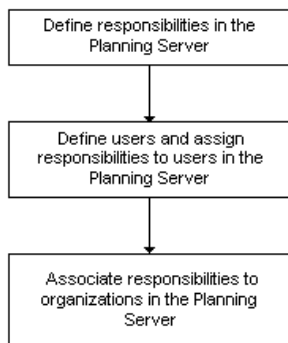 Define responsibilities in the
Planning Server
Define users and assign
responsibilities to users in the
Planning Server
Associate responsibilities to
organizations in the Planning
Server